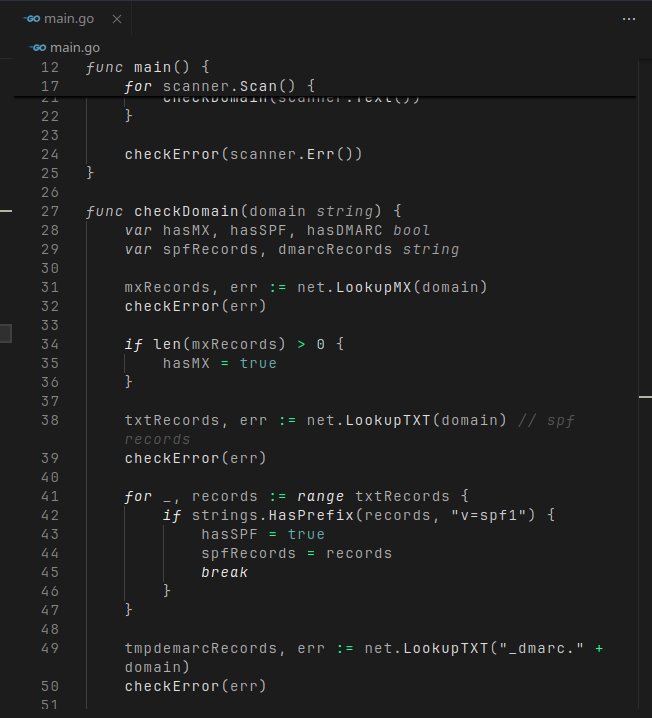 GO main.go ×
GO main.go
12 func main() {
17 for scanner.Scan() {
21 checkDomain(scanner.Text())
22 }
23
24 checkError(scanner.Err())
25 }
26
27 func checkDomain(domain string) {
28 var hasMX, hasSPF, hasDMARC bool
29 var spfRecords, dmarcRecords string
30
31 mxRecords, err := net.LookupMX(domain)
32 checkError(err)
33
34 if len(mxRecords) > 0 {
35 hasMX = true
36 }
37
38 txtRecords, err := net.LookupTXT(domain) // spf
records
39 checkError(err)
40
41 for _, records := range txtRecords {
42 if strings.HasPrefix(records, "v=spf1") {
43 hasSPF = true
44 spfRecords = records
45 break
46 }
47 }
48
49 tmpdemarcRecords, err := net.LookupTXT("_dmarc." +
domain)
50 checkError(err)
51